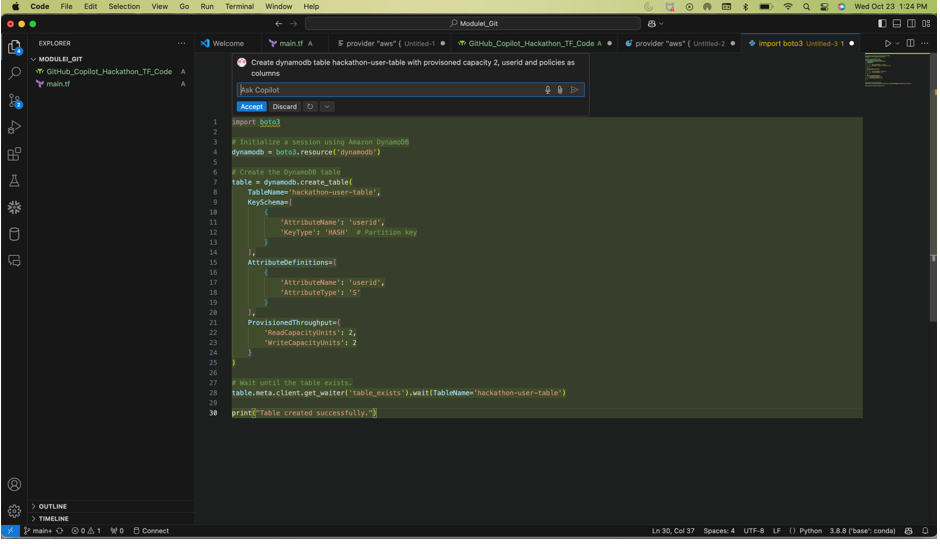 Code File Edit Selection View Go Run Terminal Window Help Wed Oct 23 1:24 PM
ModuleI_Git
EXPLORER
Welcome
main.tf A
provider "aws" { Untitled-1
GitHub_Copilot_Hackathon_TF_Code A
provider "aws" { Untitled-2
import boto3 Untitled-3 1
MODULEI_GIT
GitHub_Copilot_Hackathon_TF_Code A
main.tf A
4
2
Create dynamodb table hackathon-user-table with provisoned capacity 2, userid and policies as
columns
Ask Copilot
Accept Discard
1 import boto3
2
3 # Initialize a session using Amazon DynamoDB
4 dynamodb = boto3.resource('dynamodb')
5
6 # Create the DynamoDB table
7 table = dynamodb.create_table(
8 TableName='hackathon-user-table',
9 KeySchema=[
10 {
11 'AttributeName': 'userid',
12 'KeyType': 'HASH' # Partition key
13 }
14 ],
15 AttributeDefinitions=[
16 {
17 'AttributeName': 'userid',
18 'AttributeType': 'S'
19 }
20 ],
21 ProvisionedThroughput={
22 'ReadCapacityUnits': 2,
23 'WriteCapacityUnits': 2
24 }
25 )
26
27 # Wait until the table exists.
28 table.meta.client.get_waiter('table_exists').wait(TableName='hackathon-user-table')
29
30 print("Table created successfully.")
OUTLINE
TIMELINE
main+ 0 1 0 Connect Ln 30, Col 37 Spaces: 4 UTF-8 LF { } Python 3.8.8 ('base': conda)